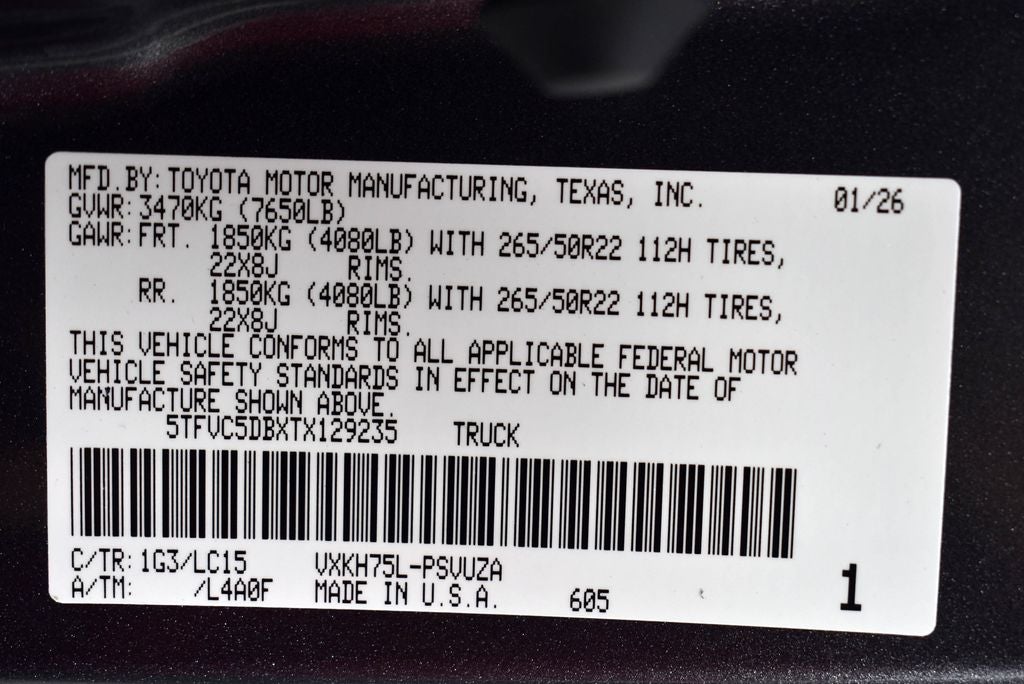 MFD.BY: TOYOTA MOTOR MANUFACTURING, TEXAS, INC. 01/26
GVWR: 3470KG (7650LB)
GAWR: FRT. 1850KG (4080LB) WITH 265/50R22 112H TIRES,
22X8J RIMS.
RR. 1850KG (4080LB) WITH 265/50R22 112H TIRES,
22X8J RIMS.
THIS VEHICLE CONFORMS TO ALL APPLICABLE FEDERAL MOTOR
VEHICLE SAFETY STANDARDS IN EFFECT ON THE DATE OF
MANUFACTURE SHOWN ABOVE.
5TFVC5DBXTX129235 TRUCK
C/TR: 1G3/LC15 VXKH75L-PSVUZA
A/TM: /L4A0F MADE IN U.S.A. 605 1